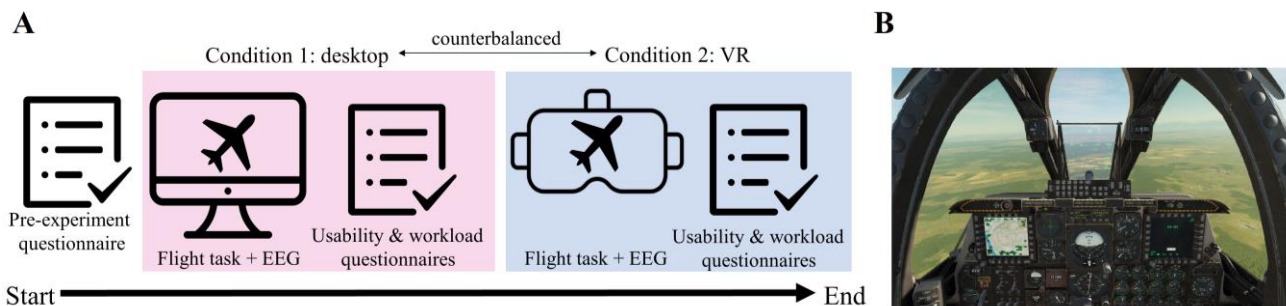 A
B
counterbalanced
Condition 1: desktop
Condition 2: VR
Pre-experiment
questionnaire
Flight task + EEG
Usability & workload
questionnaires
Flight task + EEG
Usability & workload
questionnaires
Start
End